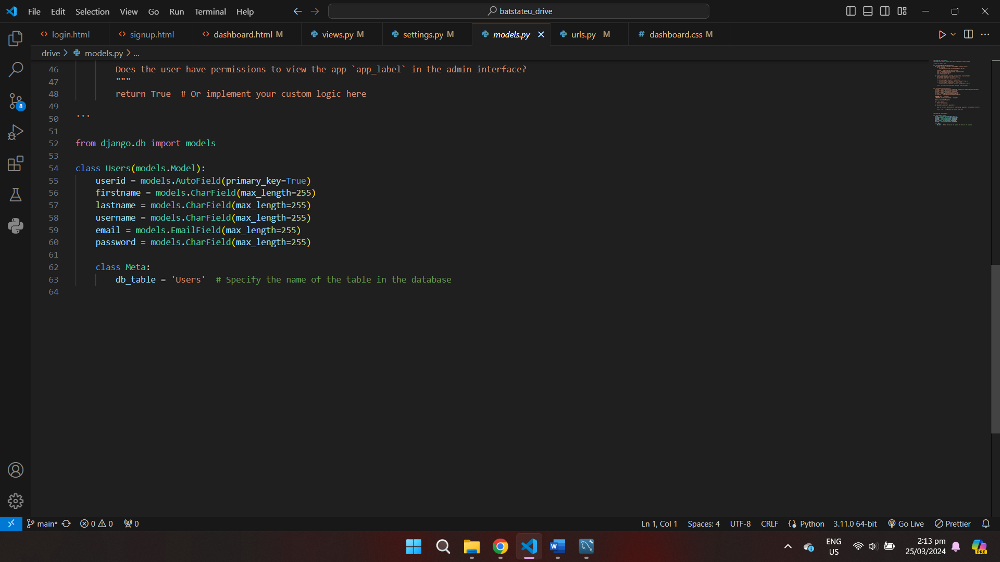 File Edit Selection View Go Run Terminal Help
batstateu_drive
login.html
signup.html
dashboard.html M
views.py M
settings.py M
models.py
urls.py M
dashboard.css M
drive > models.py > ...
46 Does the user have permissions to view the app `app_label` in the admin interface?
47 """
48 return True # Or implement your custom logic here
49
50 '''
51
52 from django.db import models
53
54 class Users(models.Model):
55 userid = models.AutoField(primary_key=True)
56 firstname = models.CharField(max_length=255)
57 lastname = models.CharField(max_length=255)
58 username = models.CharField(max_length=255)
59 email = models.EmailField(max_length=255)
60 password = models.CharField(max_length=255)
61
62 class Meta:
63 db_table = 'Users' # Specify the name of the table in the database
64
8
main* 0 0 0
Ln 1, Col 1 Spaces: 4 UTF-8 CRLF Python 3.11.0 64-bit Go Live Prettier
ENG
US
2:13 pm
25/03/2024
PRE